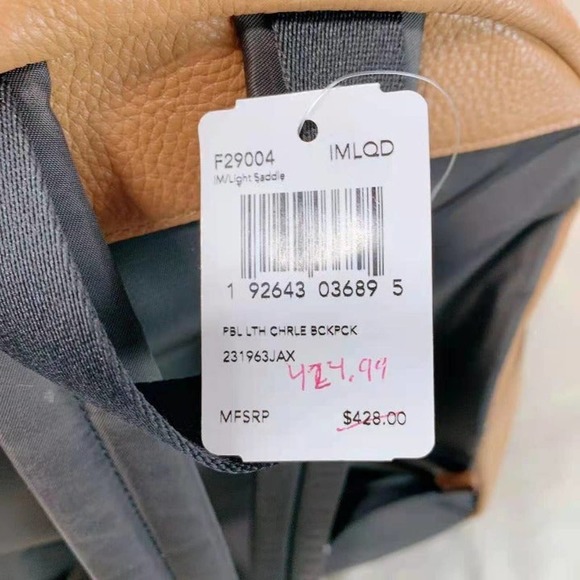 F29004 IMLQD
IM/Light Saddle
1 92643 03689 5
PBL LTH CHRLE BCKPCK
231963JAX
424.99
MFSRP $428.00